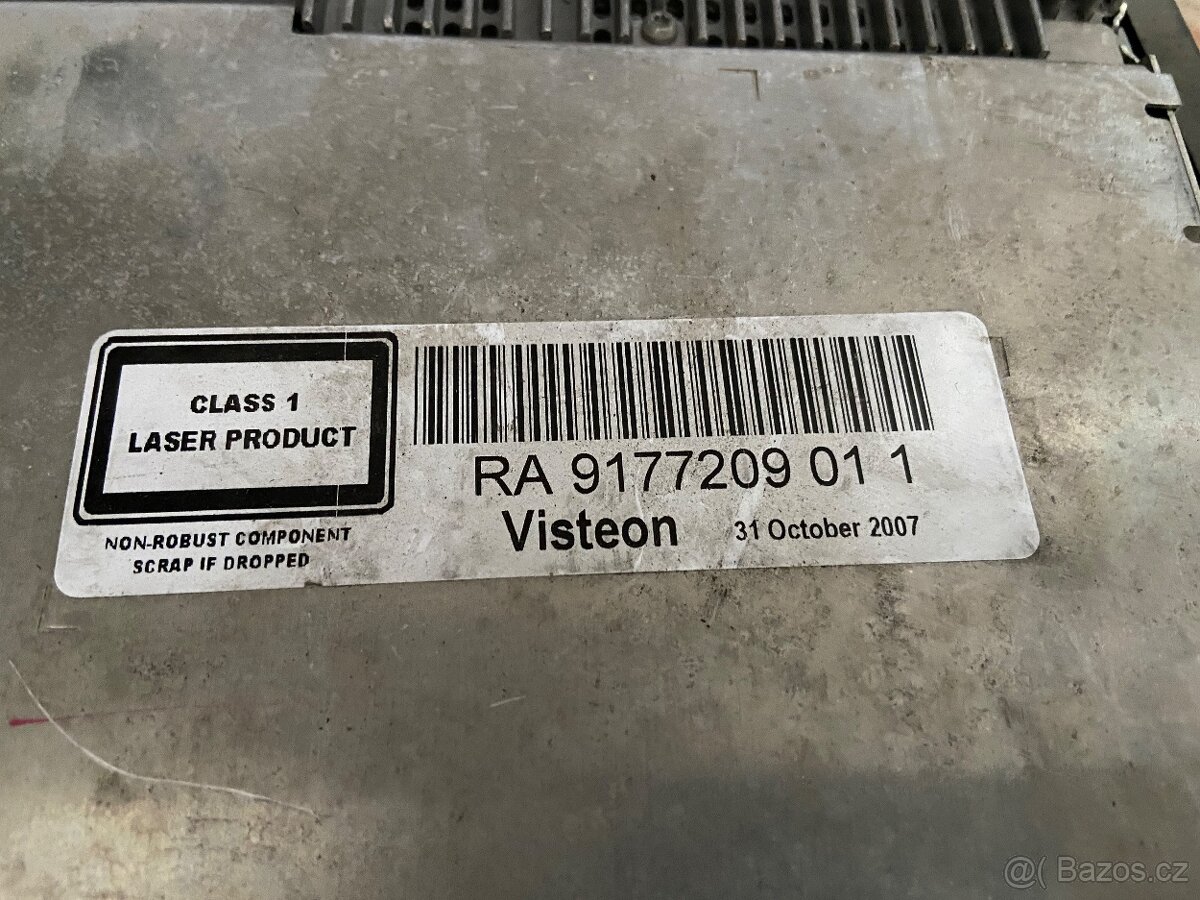 CLASS 1
LASER PRODUCT
NON-ROBUST COMPONENT
SCRAP IF DROPPED
RA 9177209 01 1
Visteon 31 October 2007
@( Bazos.cz